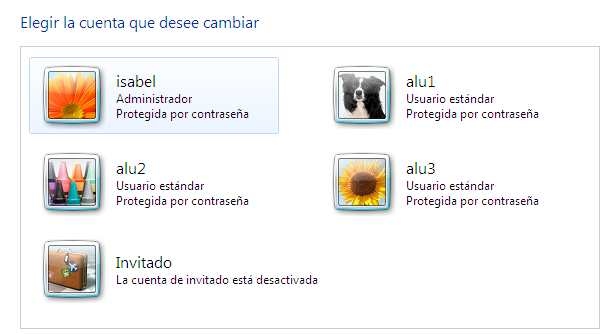 Elegir la cuenta que desee cambiar
isabel
Administrador
Protegida por contraseña
alu1
Usuario estándar
Protegida por contraseña
alu2
Usuario estándar
Protegida por contraseña
alu3
Usuario estándar
Protegida por contraseña
Invitado
La cuenta de invitado está desactivada